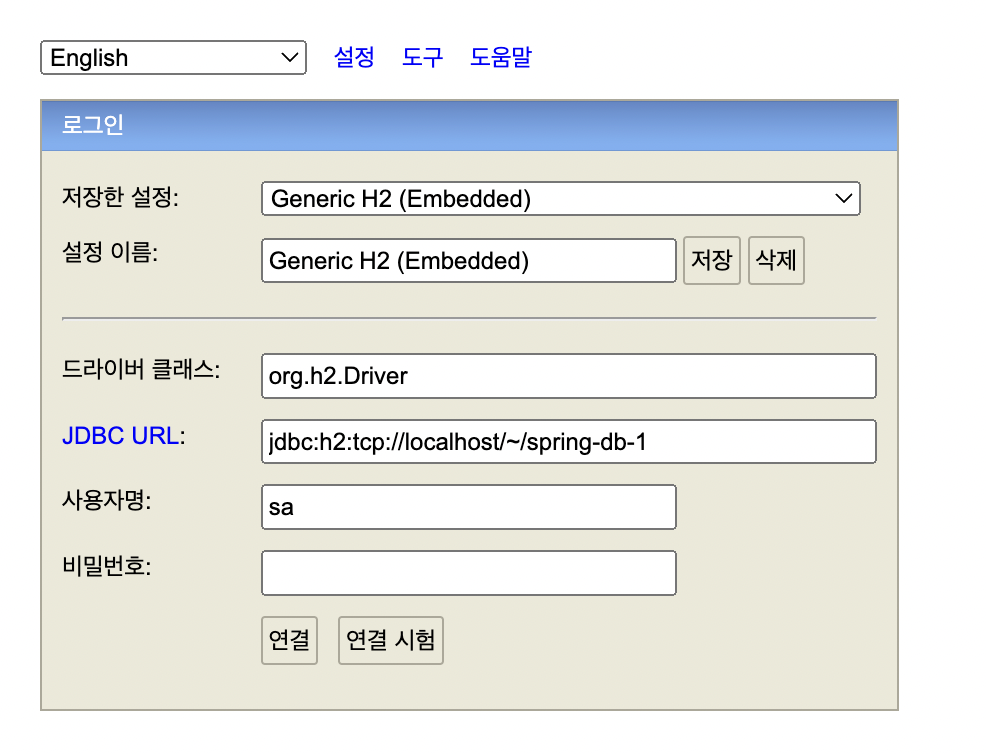 English 설정 도구 도움말
로그인
저장한 설정: Generic H2 (Embedded)
설정 이름: Generic H2 (Embedded) 저장 삭제
드라이버 클래스: org.h2.Driver
JDBC URL: jdbc:h2:tcp://localhost/~/spring-db-1
사용자명: sa
비밀번호:
연결 연결 시험